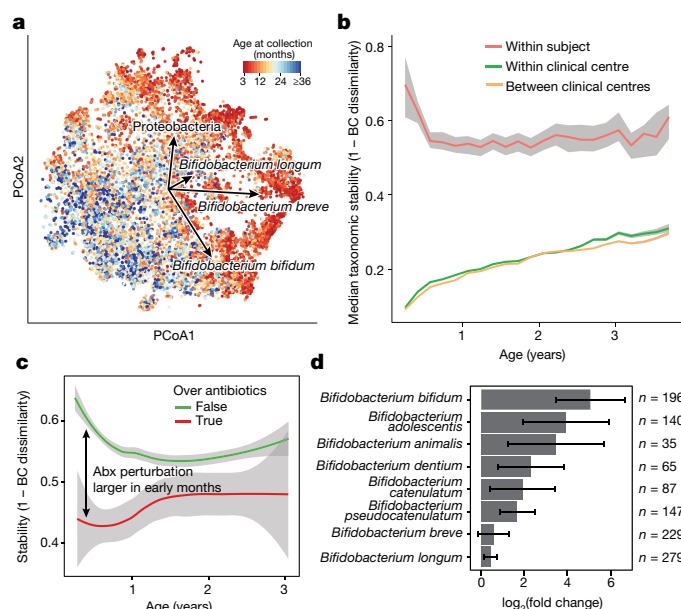 a
Age at collection
(months)
3 12 24 ≥36
Proteobacteria
Bifidobacterium longum
Bifidobacterium breve
Bifidobacterium bifidum
PCoA2
PCoA1
b
Within subject
Within clinical centre
Between clinical centres
Median taxonomic stability (1 – BC dissimilarity)
0.8
0.6
0.4
0.2
1 2 3
Age (years)
c
Over antibiotics
False
True
Abx perturbation
larger in early months
Stability (1 – BC dissimilarity)
0.6
0.5
0.4
1 2 3
Age (years)
d
Bifidobacterium bifidum n = 196
Bifidobacterium
adolescentis n = 140
Bifidobacterium animalis n = 35
Bifidobacterium dentium n = 65
Bifidobacterium
catenulatum n = 87
Bifidobacterium
pseudocatenulatum n = 147
Bifidobacterium breve n = 229
Bifidobacterium longum n = 279
0 2 4 6
log₂(fold change)